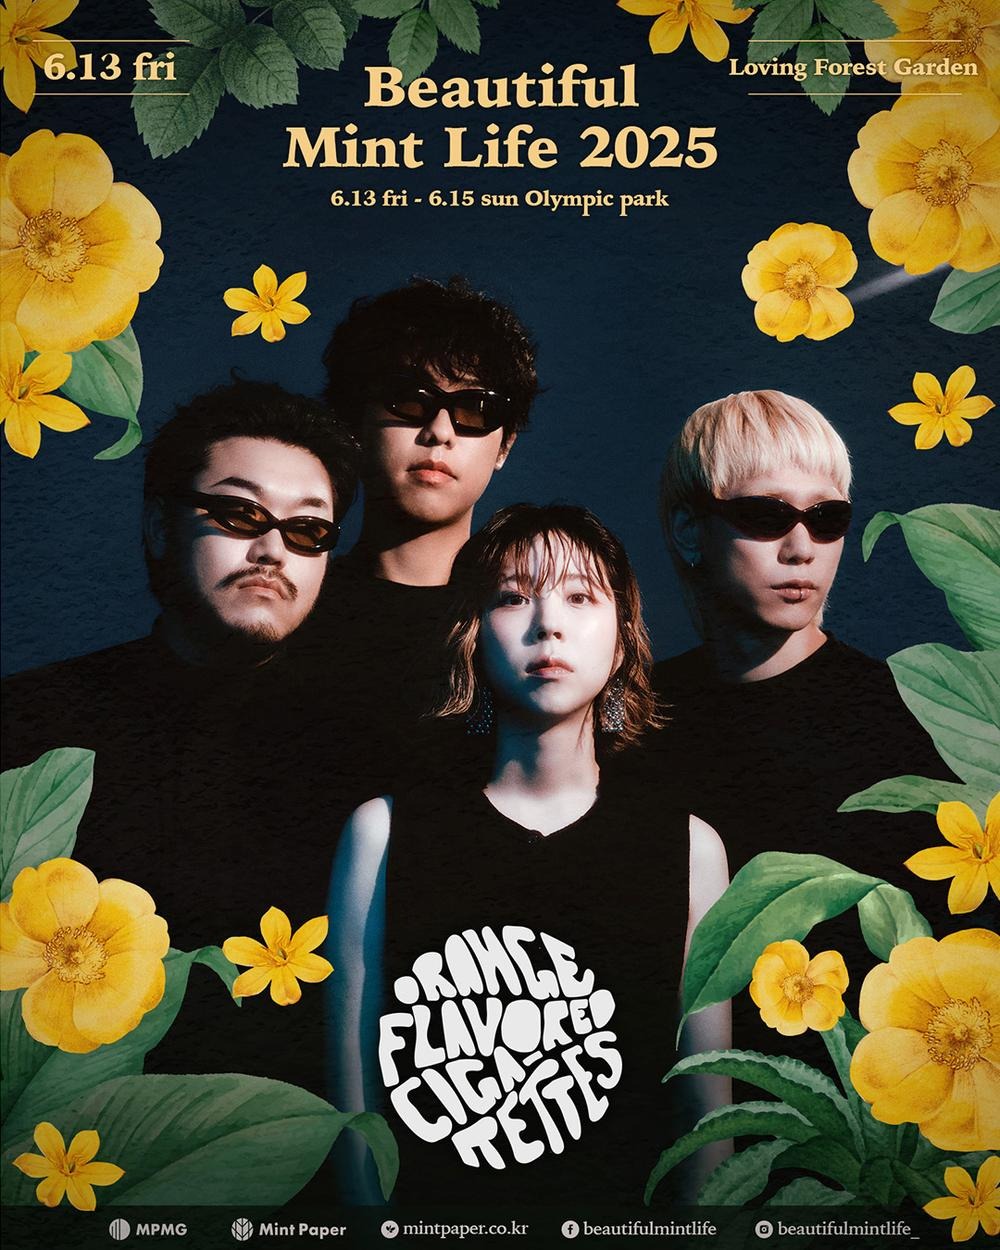 6.13 fri
Loving Forest Garden
Beautiful
Mint Life 2025
6.13 fri - 6.15 sun Olympic park
ORANGE
FLAVORED
CIGA-
RETTES
MPMG
Mint Paper
mintpaper.co.kr
beautifulmintlife
beautifulmintlife_